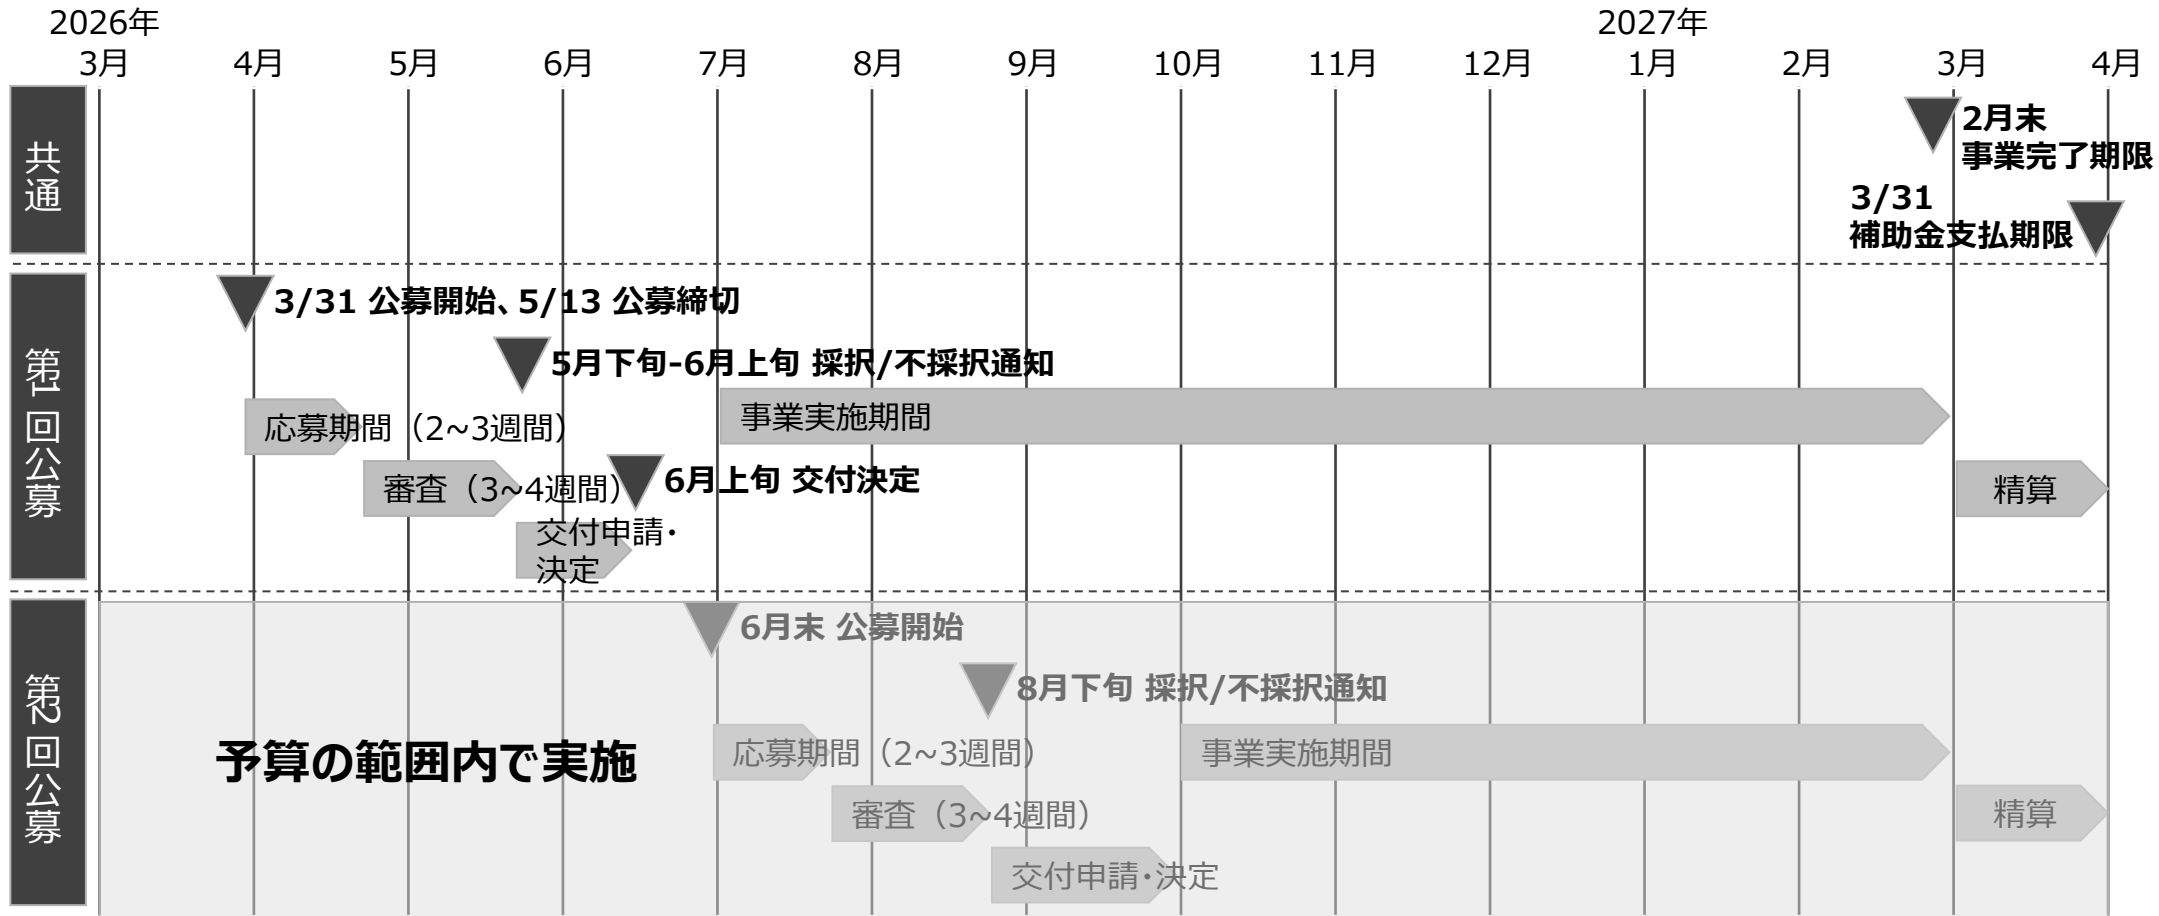 2026年
2027年
3月
4月
5月
6月
7月
8月
9月
10月
11月
12月
1月
2月
3月
4月
共通
2月末
事業完了期限
3/31
補助金支払期限
第1回公募
3/31 公募開始、5/13 公募締切
5月下旬-6月上旬 採択/不採択通知
応募期間（2~3週間）
事業実施期間
審査（3~4週間）
6月上旬 交付決定
精算
交付申請・
決定
第2回公募
6月末 公募開始
8月下旬 採択/不採択通知
予算の範囲内で実施
応募期間（2~3週間）
事業実施期間
審査（3~4週間）
精算
交付申請・決定